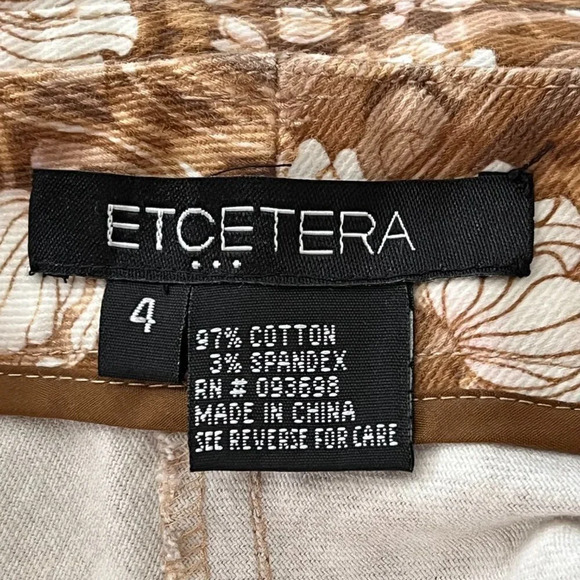 ETCETERA
...
4
97% COTTON
3% SPANDEX
RN # 093698
MADE IN CHINA
SEE REVERSE FOR CARE